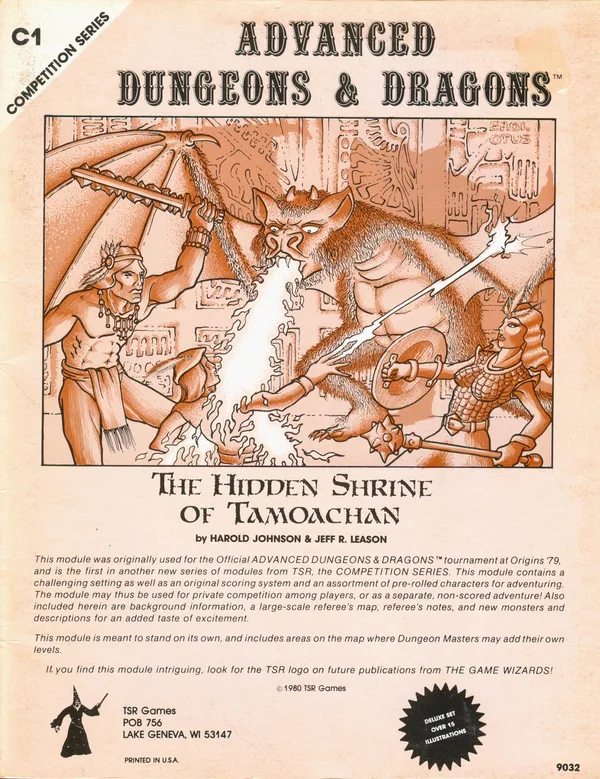 C1
COMPETITION SERIES
ADVANCED
DUNGEONS & DRAGONS™
EROL
OTUS
THE HIDDEN SHRINE
OF TAMOACHAN
by HAROLD JOHNSON & JEFF R. LEASON
This module was originally used for the Official ADVANCED DUNGEONS & DRAGONS™ tournament at Origins '79,
and is the first in another new series of modules from TSR, the COMPETITION SERIES. This module contains a
challenging setting as well as an original scoring system and an assortment of pre-rolled characters for adventuring.
The module may thus be used for private competition among players, or as a separate, non-scored adventure! Also
included herein are background information, a large-scale referee's map, referee's notes, and new monsters and
descriptions for an added taste of excitement.
This module is meant to stand on its own, and includes areas on the map where Dungeon Masters may add their own
levels.
If you find this module intriguing, look for the TSR logo on future publications from THE GAME WIZARDS!
© 1980 TSR Games
TSR Games
POB 756
LAKE GENEVA, WI 53147
PRINTED IN U.S.A.
DELUXE SET
OVER 15
ILLUSTRATIONS
9032